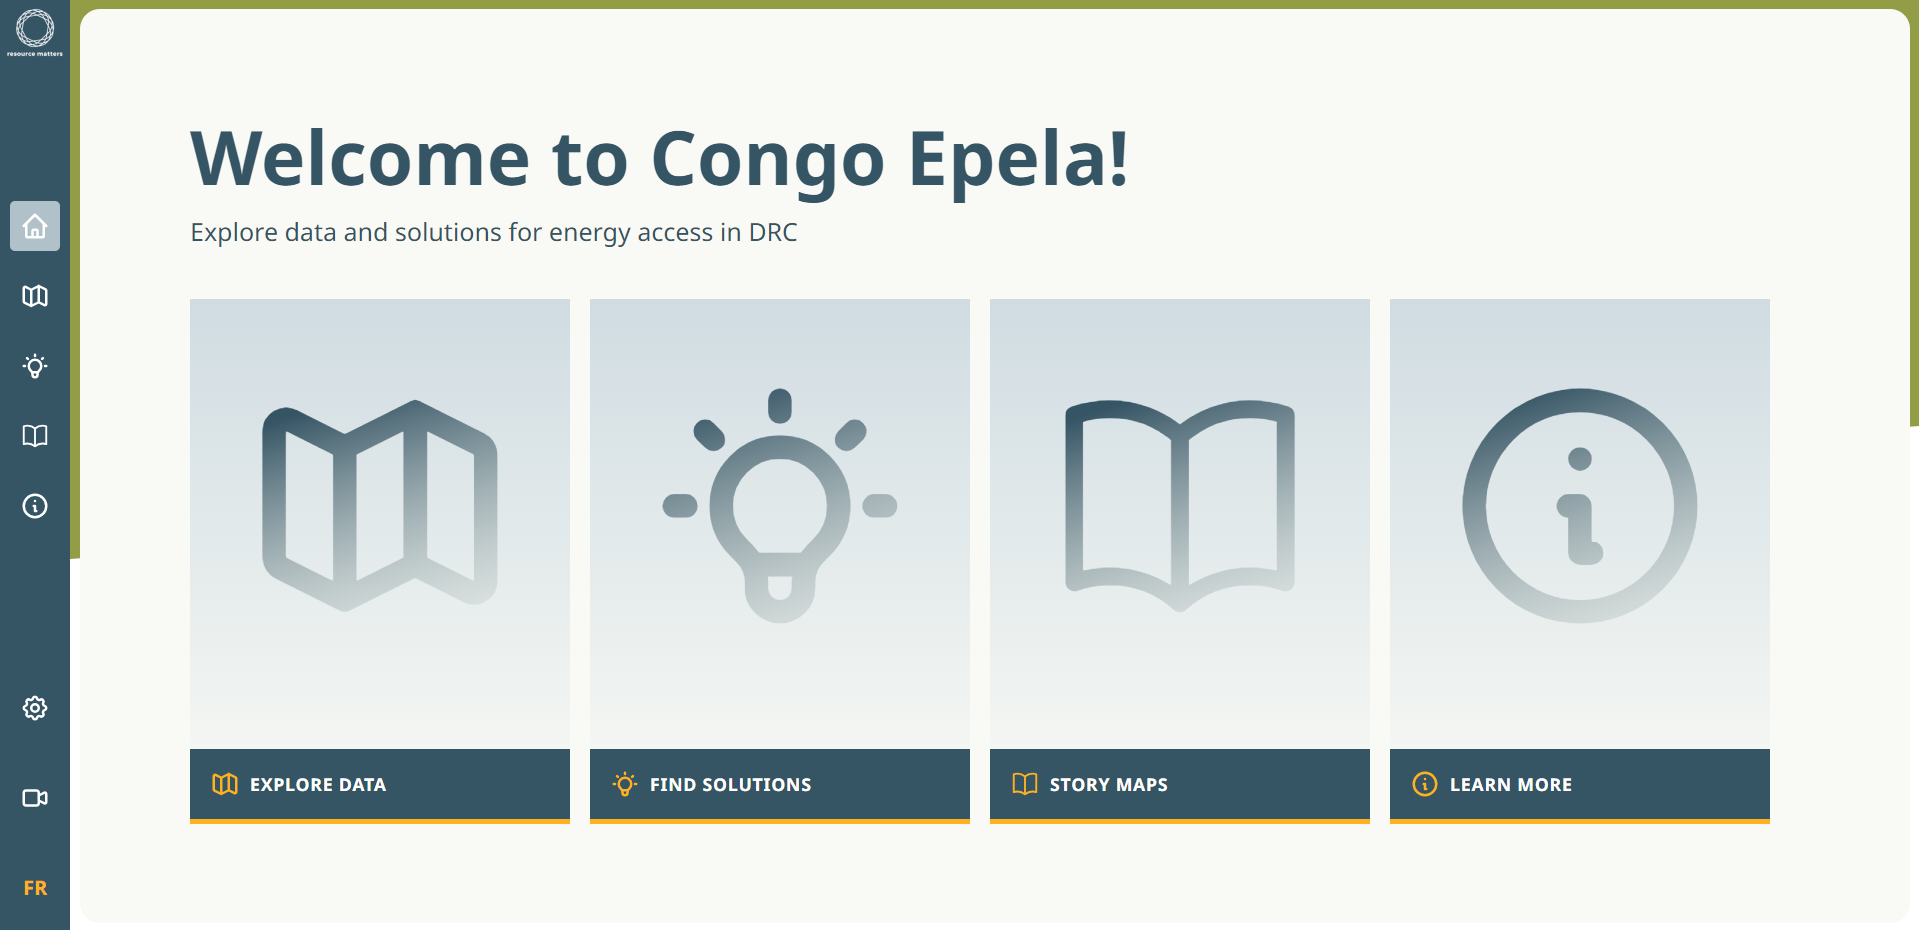 resource matters
Welcome to Congo Epela!
Explore data and solutions for energy access in DRC
EXPLORE DATA
FIND SOLUTIONS
STORY MAPS
LEARN MORE
FR